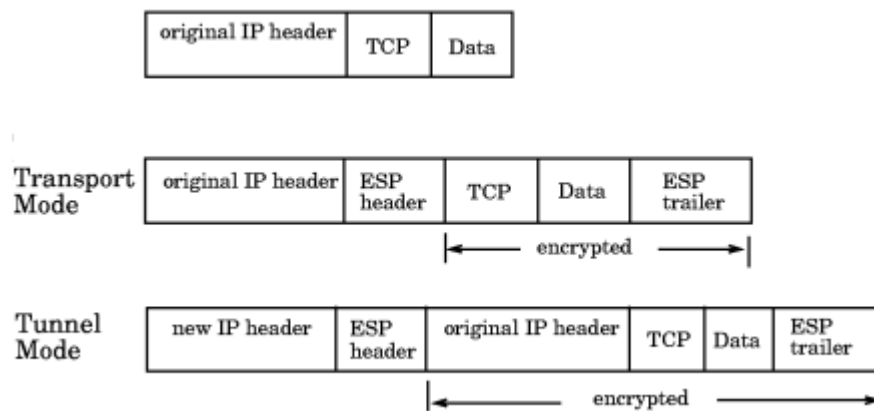 original IP header TCP Data
Transport Mode
original IP header ESP header TCP Data ESP trailer
encrypted
Tunnel Mode
new IP header ESP header original IP header TCP Data ESP trailer
encrypted